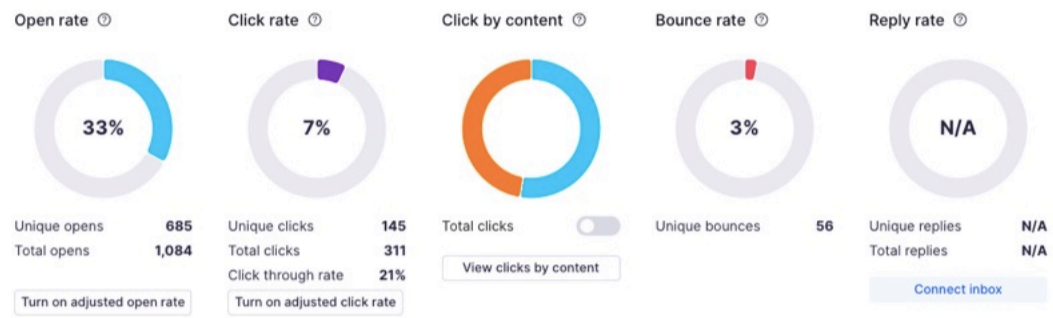 Open rate
33%
Unique opens 685
Total opens 1,084
Turn on adjusted open rate
Click rate
7%
Unique clicks 145
Total clicks 311
Click through rate 21%
Turn on adjusted click rate
Click by content
Total clicks
View clicks by content
Bounce rate
3%
Unique bounces 56
Reply rate
N/A
Unique replies N/A
Total replies N/A
Connect inbox